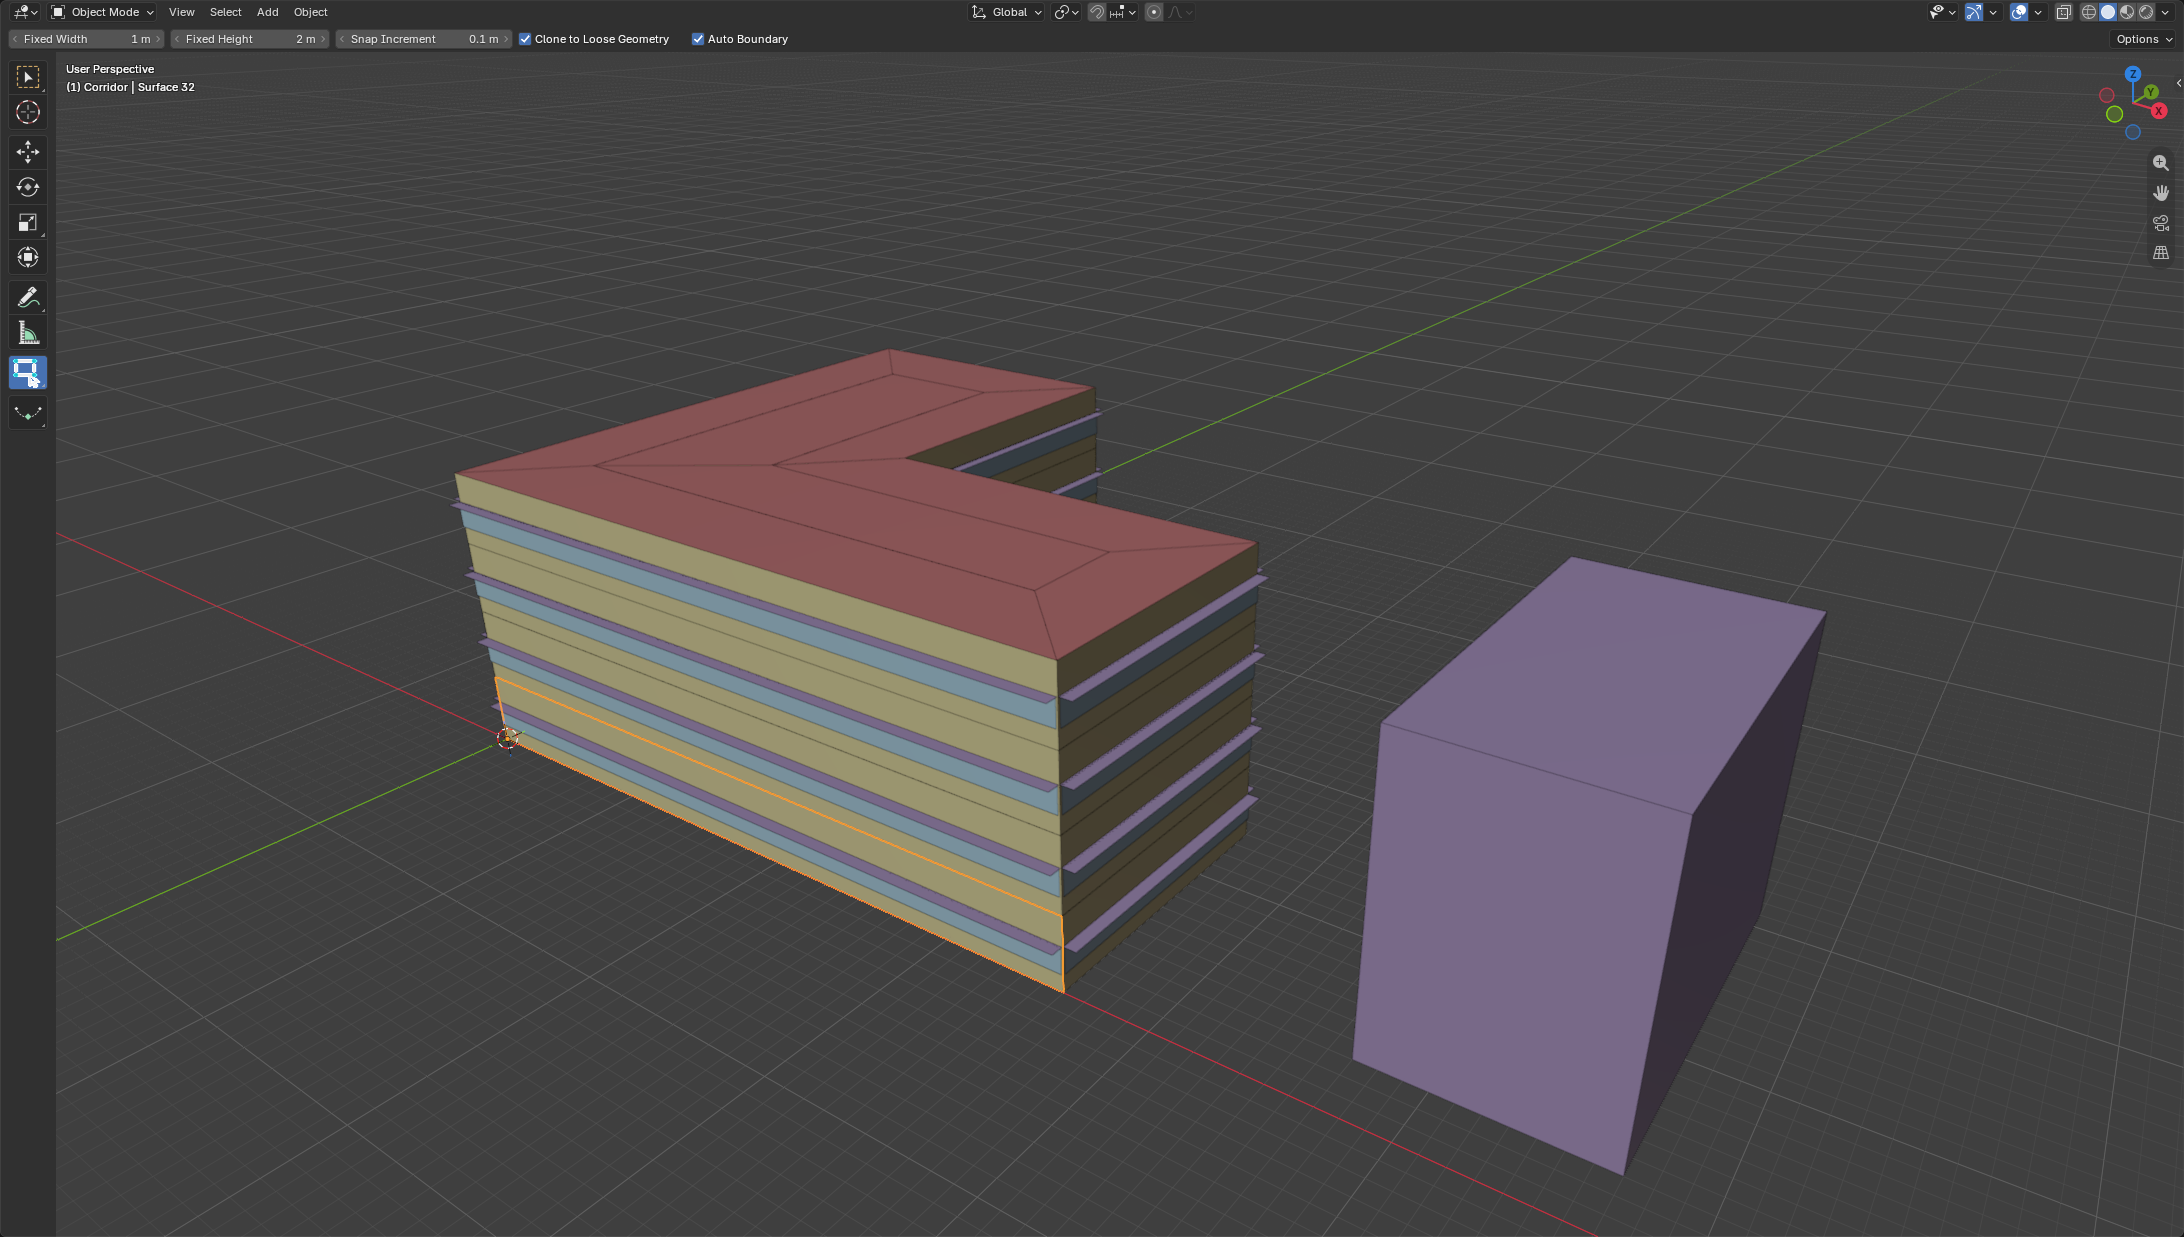 Object Mode View Select Add Object Global
Fixed Width 1 m Fixed Height 2 m Snap Increment 0.1 m Clone to Loose Geometry Auto Boundary Options
User Perspective
(1) Corridor | Surface 32
Z
Y
X